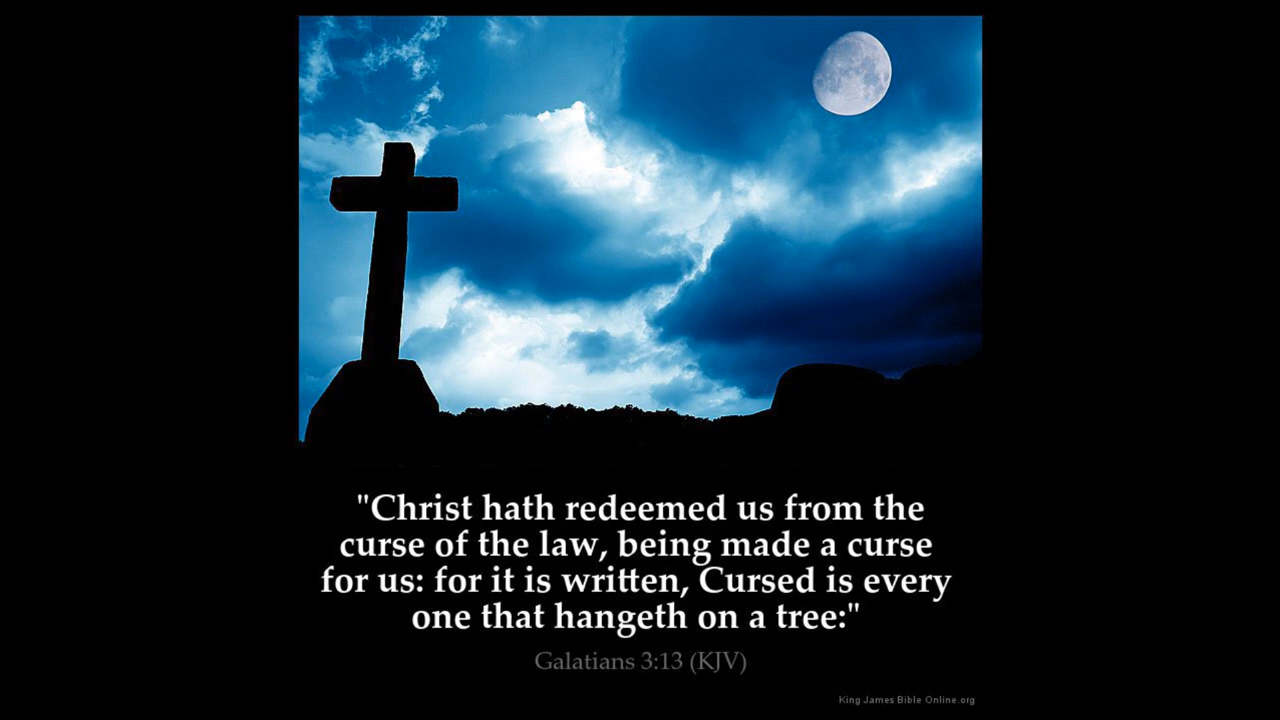 "Christ hath redeemed us from the
curse of the law, being made a curse
for us: for it is written, Cursed is every
one that hangeth on a tree:"
Galatians 3:13 (KJV)
King James Bible Online.org